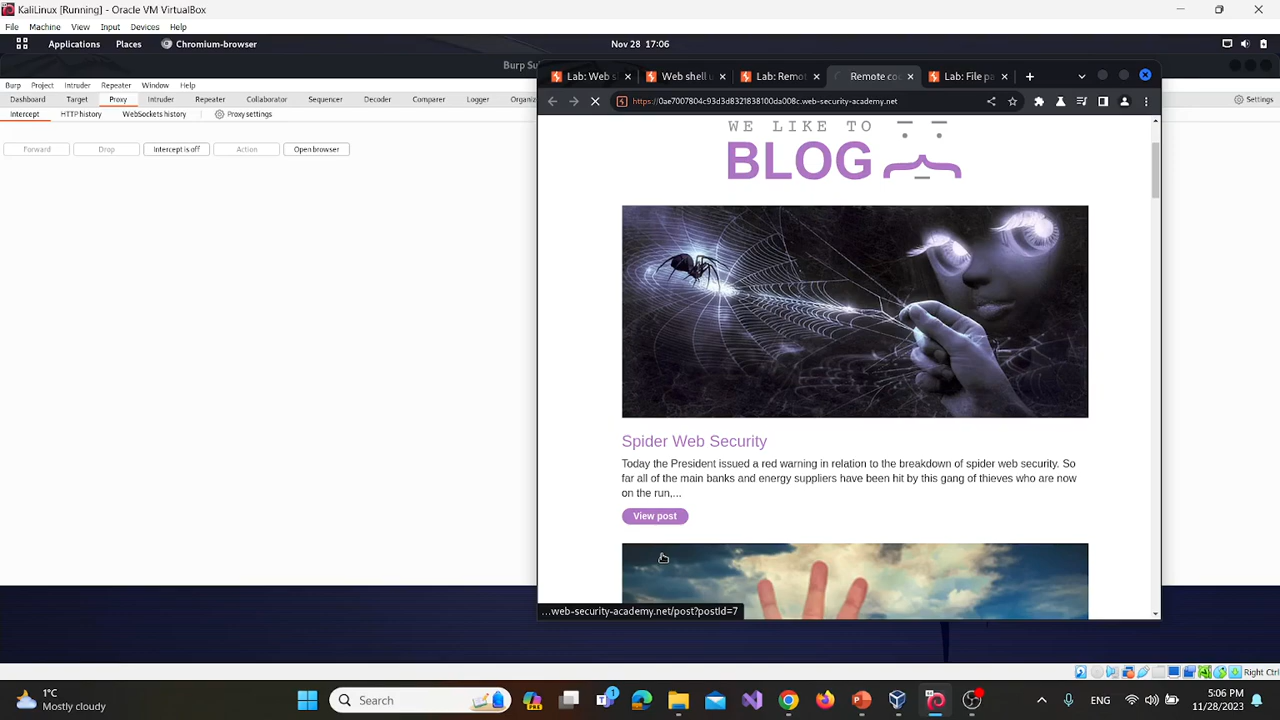 KaliLinux [Running] - Oracle VM VirtualBox
File Machine View Input Devices Help
Applications Places Chromium-browser Nov 28 17:06
Burp Su
Lab: Web s Web shell u Lab: Remo Remote coo Lab: File pa
Burp Project Intruder Repeater Window Help
Dashboard Target Proxy Intruder Repeater Collaborator Sequencer Decoder Comparer Logger Organiz Settings
https://0ae7007804c93d3d8321838100da008c.web-security-academy.net
Intercept HTTP history WebSockets history Proxy settings
Forward Drop Intercept is off Action Open browser
WE LIKE TO
BLOG
Spider Web Security
Today the President issued a red warning in relation to the breakdown of spider web security. So
far all of the main banks and energy suppliers have been hit by this gang of thieves who are now
on the run,...
View post
...web-security-academy.net/post?postId=7
Right Ctrl
1°C
Mostly cloudy
Search
1
ENG
5:06 PM
11/28/2023